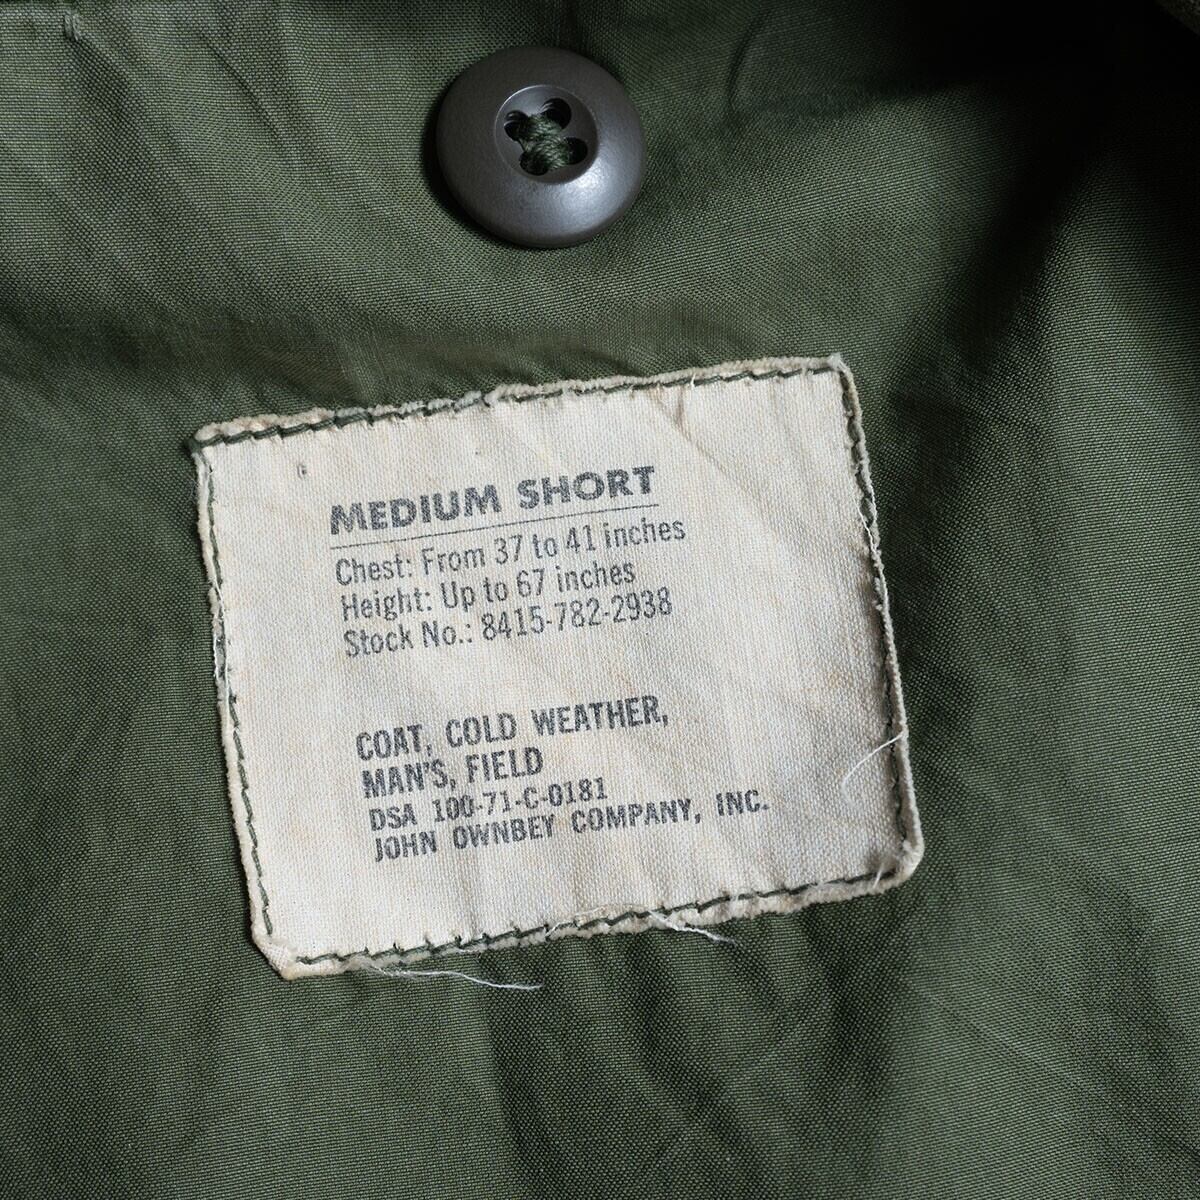 MEDIUM SHORT
Chest: From 37 to 41 inches
Height: Up to 67 inches
Stock No.: 8415-782-2938
COAT, COLD WEATHER,
MAN'S, FIELD
DSA 100-71-C-0181
JOHN OWNBEY COMPANY, INC.